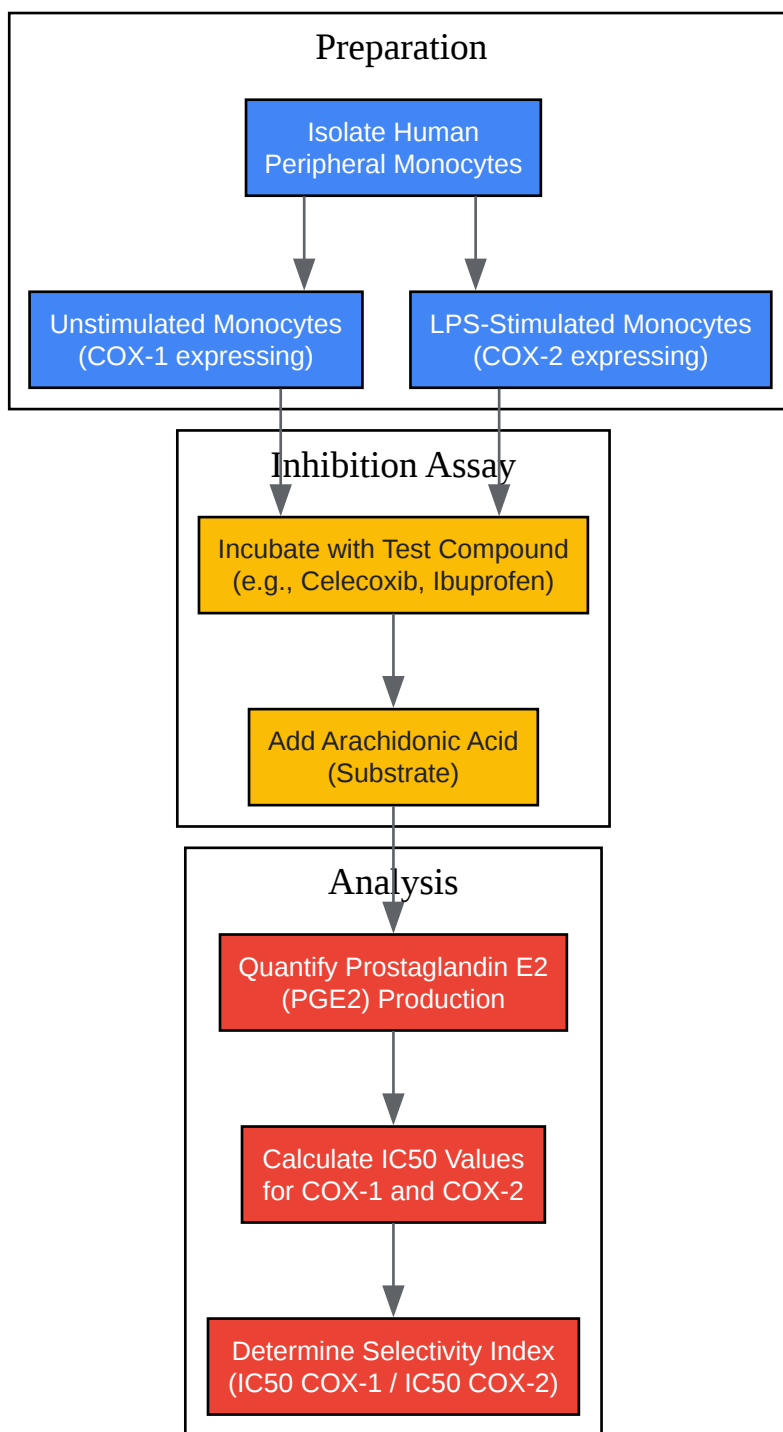 Preparation
Isolate Human
Peripheral Monocytes
Unstimulated Monocytes
(COX-1 expressing)
LPS-Stimulated Monocytes
(COX-2 expressing)
Inhibition Assay
Incubate with Test Compound
(e.g., Celecoxib, Ibuprofen)
Add Arachidonic Acid
(Substrate)
Analysis
Quantify Prostaglandin E2
(PGE2) Production
Calculate IC50 Values
for COX-1 and COX-2
Determine Selectivity Index
(IC50 COX-1 / IC50 COX-2)